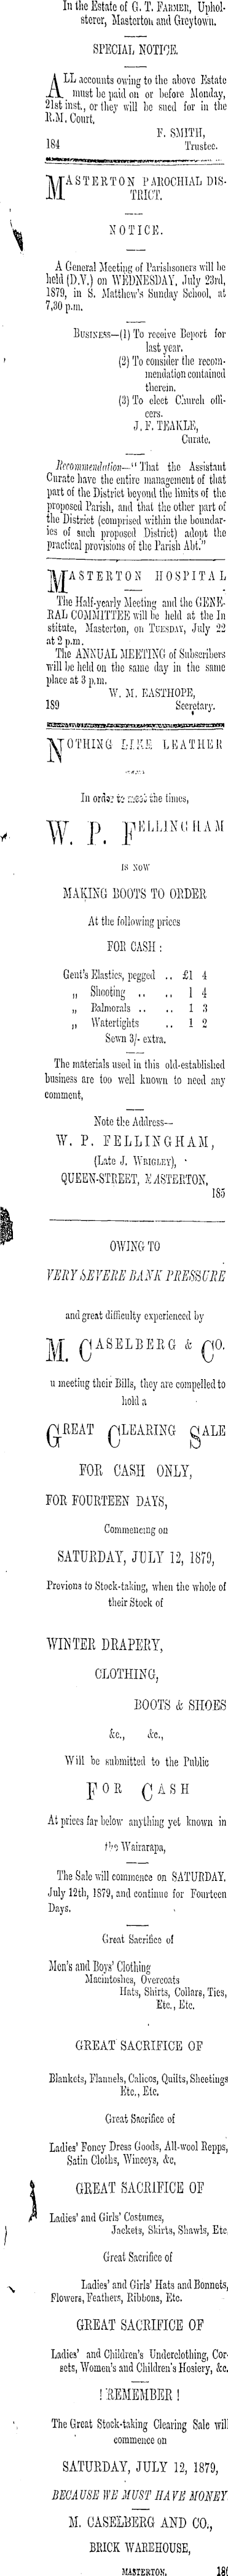 In the Estate of G. T. FARMER, Uphol-
sterer, Masterton and Greytown.
SPECIAL NOTICE.
ALL accounts owing to the above Estate
must be paid on or before Monday,
21st inst., or they will be sued for in the
R.M. Court,
F. SMITH,
184 Trustee.
MASTERTON PAROCHIAL DIS-
TRICT.
NOTICE.
A General Meeting of Parishoners will be
held (D.V.) on WEDNESDAY, July 23rd,
1879, in S. Matthew's Sunday School, at
7,30 p.m.
BUSINESS—(1) To receive Report for
last year.
(2) To consider the recom-
mendation contained
therein.
(3) To elect Church offi-
cers.
J. F. TEAKLE,
Curate.
Recommendation—"That the Assistant
Curate have the entire management of that
part of the District beyond the limits of the
proposed Parish, and that the other part of
the District (comprised within the boundar-
ies of such proposed District) adopt the
practical provisions of the Parish Abt."
MASTERTON HOSPITAL
The Half-yearly Meeting and the GENE-
RAL COMMITTEE will be held at the In
stitute, Masterton, on TUESDAY, July 22
at 2 p.m.
The ANNUAL MEETING of Subscribers
will be held on the same day in the same
place at 3 p.m.
W. M. EASTHOPE,
189 Secretary.
NOTHING LIKE LEATHER
In order to meet the times,
W. P. FELLINGHAM
IS NOW
MAKING BOOTS TO ORDER
At the following prices
FOR CASH :
Gent's Elastics, pegged .. £1 4
„ Shooting .. .. 1 4
„ Balmorals .. .. 1 3
„ Watertights .. 1 2
Sewn 3/- extra.
The materials used in this old-established
business are too well known to need any
comment,
Note the Address—
W. P. FELLINGHAM,
(Late J. WRIGLEY),
QUEEN-STREET, MASTERTON,
185
OWING TO
VERY SEVERE BANK PRESSURE
and great difficulty experienced by
M. CASELBERG & CO.
n meeting their Bills, they are compelled to
hold a
GREAT CLEARING SALE
FOR CASH ONLY,
FOR FOURTEEN DAYS,
Commencing on
SATURDAY, JULY 12, 1879,
Previous to Stock-taking, when the whole of
their Stock of
WINTER DRAPERY,
CLOTHING,
BOOTS & SHOES
&c., &c.,
Will be submitted to the Public
FOR CASH
At prices far below anything yet known in
the Wairarapa,
The Sale will commence on SATURDAY,
July 12th, 1879, and continue for Fourteen
Days.
Great Sacrifice of
Men's and Boys' Clothing
Macintoshes, Overcoats
Hats, Shirts, Collars, Ties,
Etc., Etc.
GREAT SACRIFICE OF
Blankets, Flannels, Calicos, Quilts, Sheetings
Etc., Etc.
Great Sacrifice of
Ladies' Foncy Dress Goods, All-wool Repps,
Satin Cloths, Winceys, &c,
GREAT SACRIFICE OF
Ladies' and Girls' Costumes,
Jackets, Skirts, Shawls, Etc
Great Sacrifice of
Ladies' and Girls' Hats and Bonnets,
Flowers, Feathers, Ribbons, Etc.
GREAT SACRIFICE OF
Ladies' and Children's Underclothing, Cor-
sets, Women's and Children's Hosiery, &c.
! REMEMBER !
The Great Stock-taking Clearing Sale will
commence on
SATURDAY, JULY 12, 1879,
BECAUSE WE MUST HAVE MONEY
M. CASELBERG AND CO.,
BRICK WAREHOUSE,
MASTERTON.